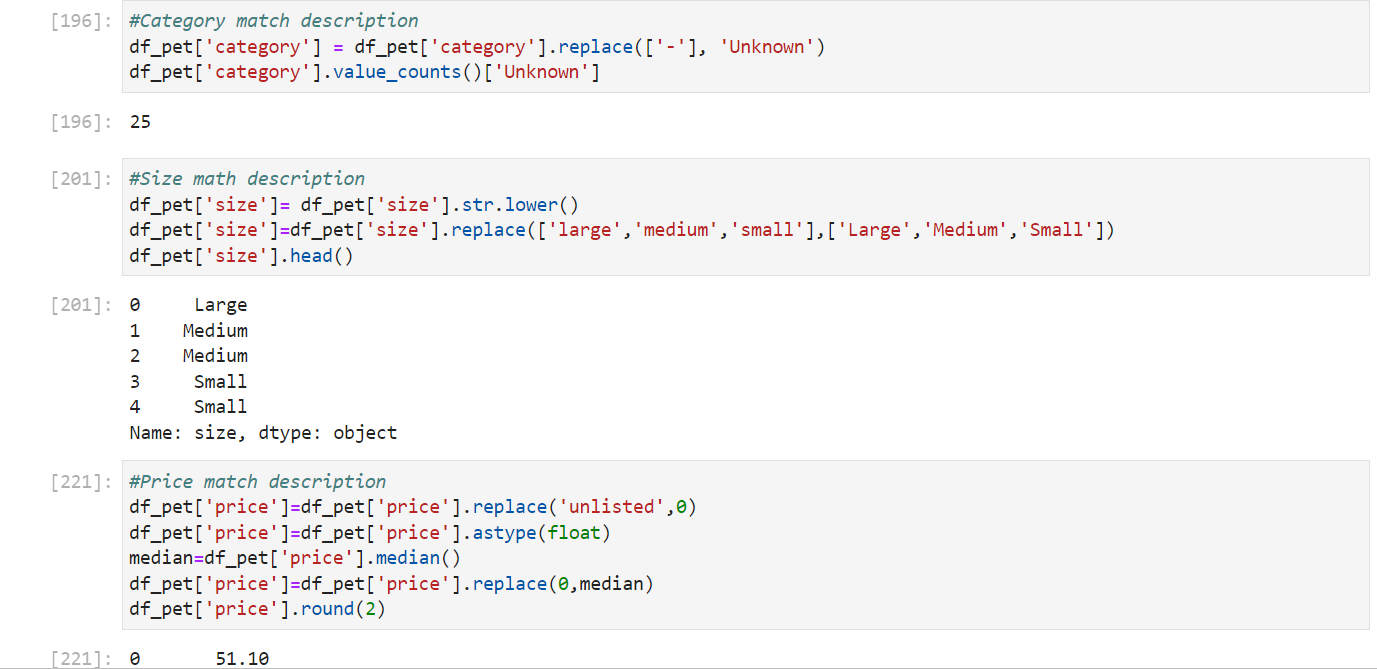 [196]: #Category match description
df_pet['category'] = df_pet['category'].replace(['-'], 'Unknown')
df_pet['category'].value_counts()['Unknown']
[196]: 25
[201]: #Size math description
df_pet['size']= df_pet['size'].str.lower()
df_pet['size']=df_pet['size'].replace(['large','medium','small'],['Large','Medium','Small'])
df_pet['size'].head()
[201]: 0     Large
1    Medium
2    Medium
3     Small
4     Small
Name: size, dtype: object
[221]: #Price match description
df_pet['price']=df_pet['price'].replace('unlisted',0)
df_pet['price']=df_pet['price'].astype(float)
median=df_pet['price'].median()
df_pet['price']=df_pet['price'].replace(0,median)
df_pet['price'].round(2)
[221]: 0       51.10